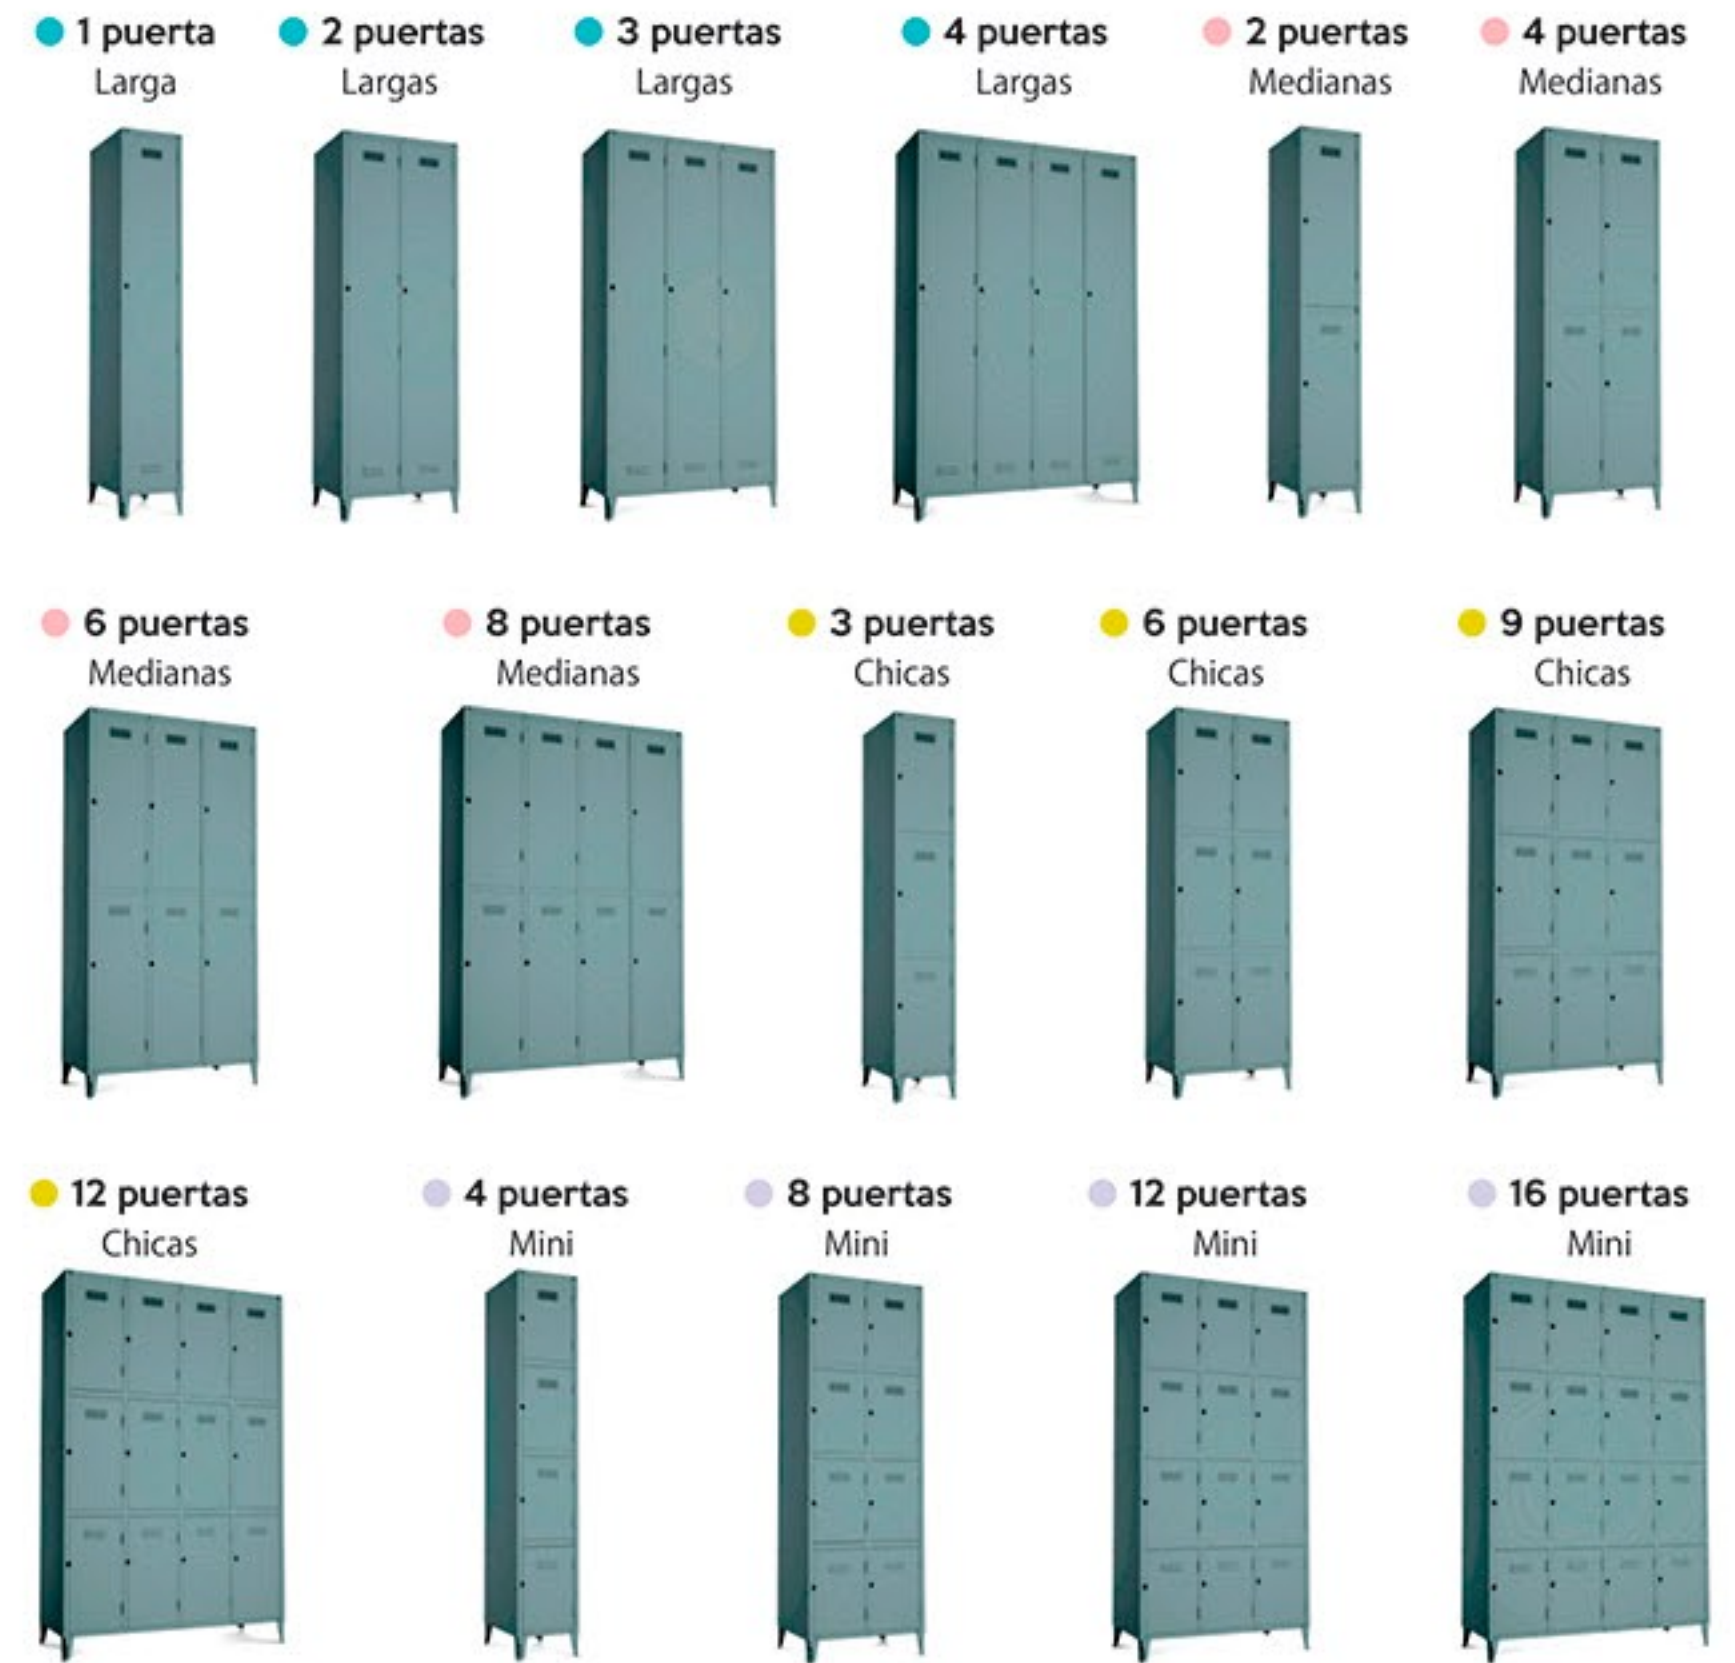 1 puerta
Larga
2 puertas
Largas
3 puertas
Largas
4 puertas
Largas
2 puertas
Medianas
4 puertas
Medianas
6 puertas
Medianas
8 puertas
Medianas
3 puertas
Chicas
6 puertas
Chicas
9 puertas
Chicas
12 puertas
Chicas
4 puertas
Mini
8 puertas
Mini
12 puertas
Mini
16 puertas
Mini